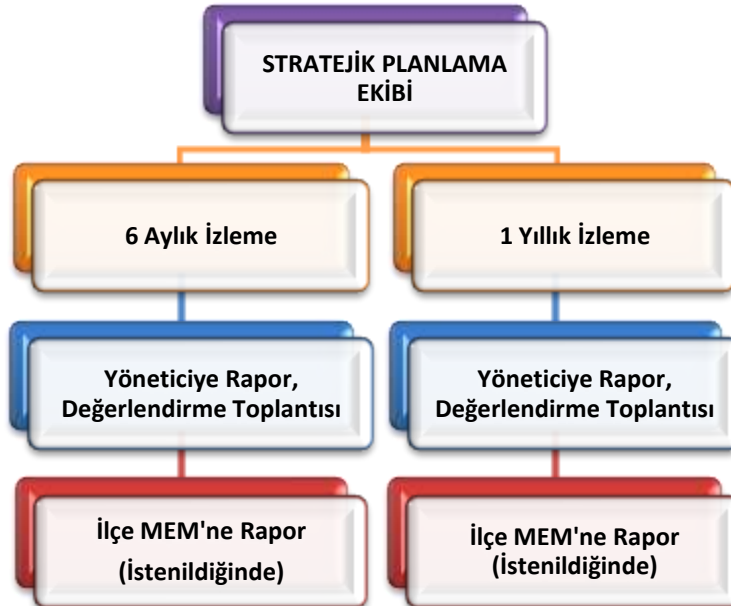 STRATEJİK PLANLAMA
EKİBİ
6 Aylık İzleme
1 Yıllık İzleme
Yöneticiye Rapor,
Değerlendirme Toplantısı
Yöneticiye Rapor,
Değerlendirme Toplantısı
İlçe MEM'ne Rapor
(İstenildiğinde)
İlçe MEM'ne Rapor
(İstenildiğinde)